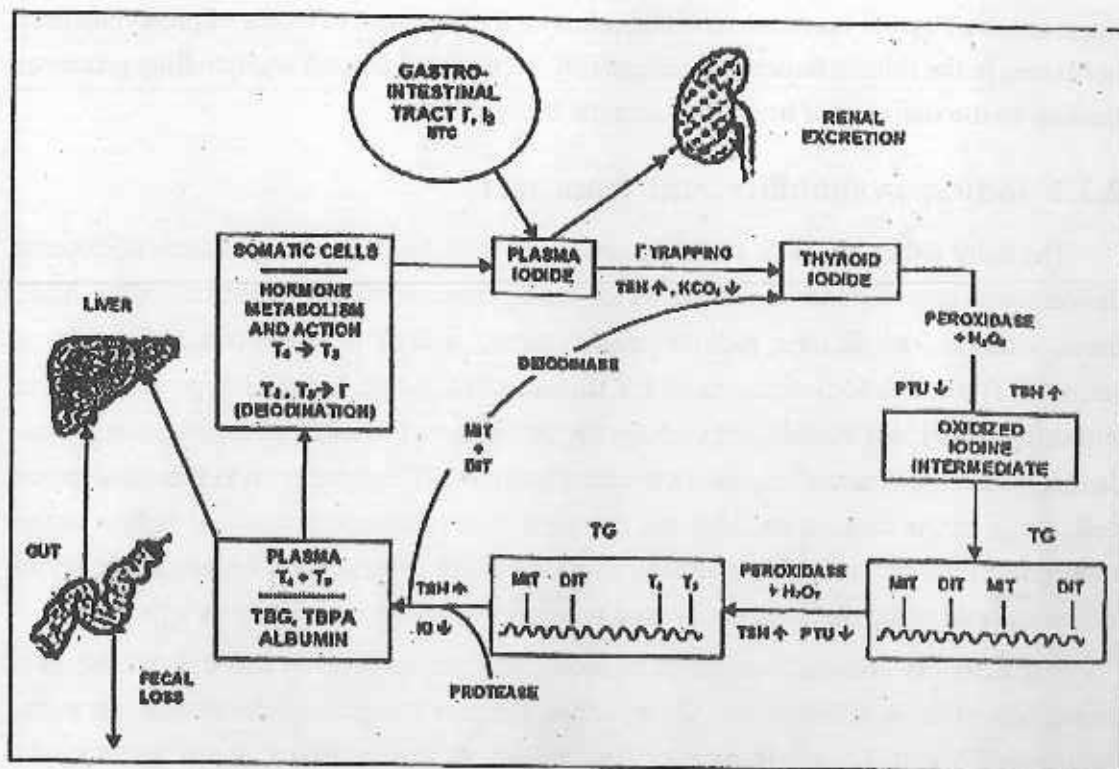 GASTRO-
INTESTINAL
TRACT I', I₂
RENAL
EXCRETION
SOMATIC CELLS
HORMONE
METABOLISM
AND ACTION
T₄ → T₃
T₄, T₃ → I'
(DEIODINATION)
PLASMA
IODIDE
I' TRAPPING
TSH ↑, KCO₄ ↓
THYROID
IODIDE
LIVER
DEIODINASE
PEROXIDASE
+ H₂O₂
PTU ↓ TSH ↑
OXIDIZED
IODINE
INTERMEDIATE
MIT
+
DIT
GUT
PLASMA
T₄ + T₃
TBG, TBPA
ALBUMIN
TSH ↑
KI ↓
PROTEASE
TG
MIT DIT T₄ T₃
PEROXIDASE
+ H₂O₂
TSH ↑ PTU ↓
TG
MIT DIT MIT DIT
FECAL
LOSS